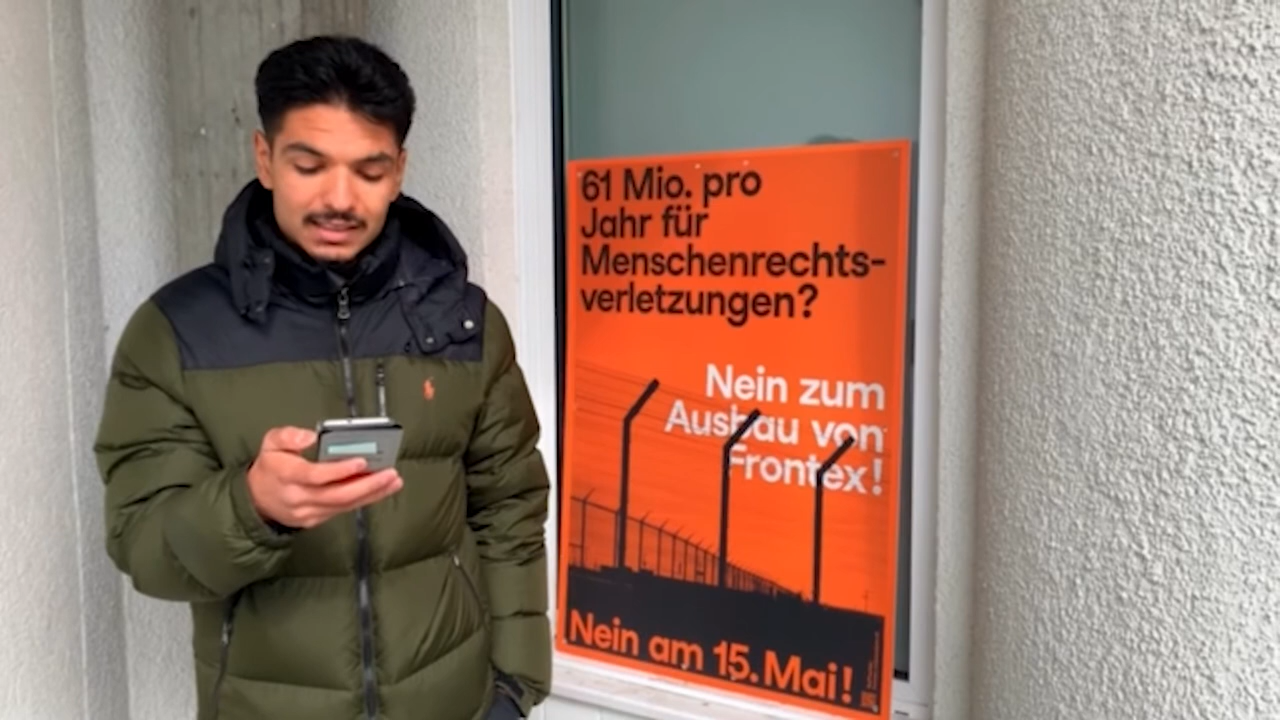 61 Mio. pro
Jahr für
Menschenrechts-
verletzungen?
Nein zum
Ausbau von
Frontex!
Nein am 15. Mai!